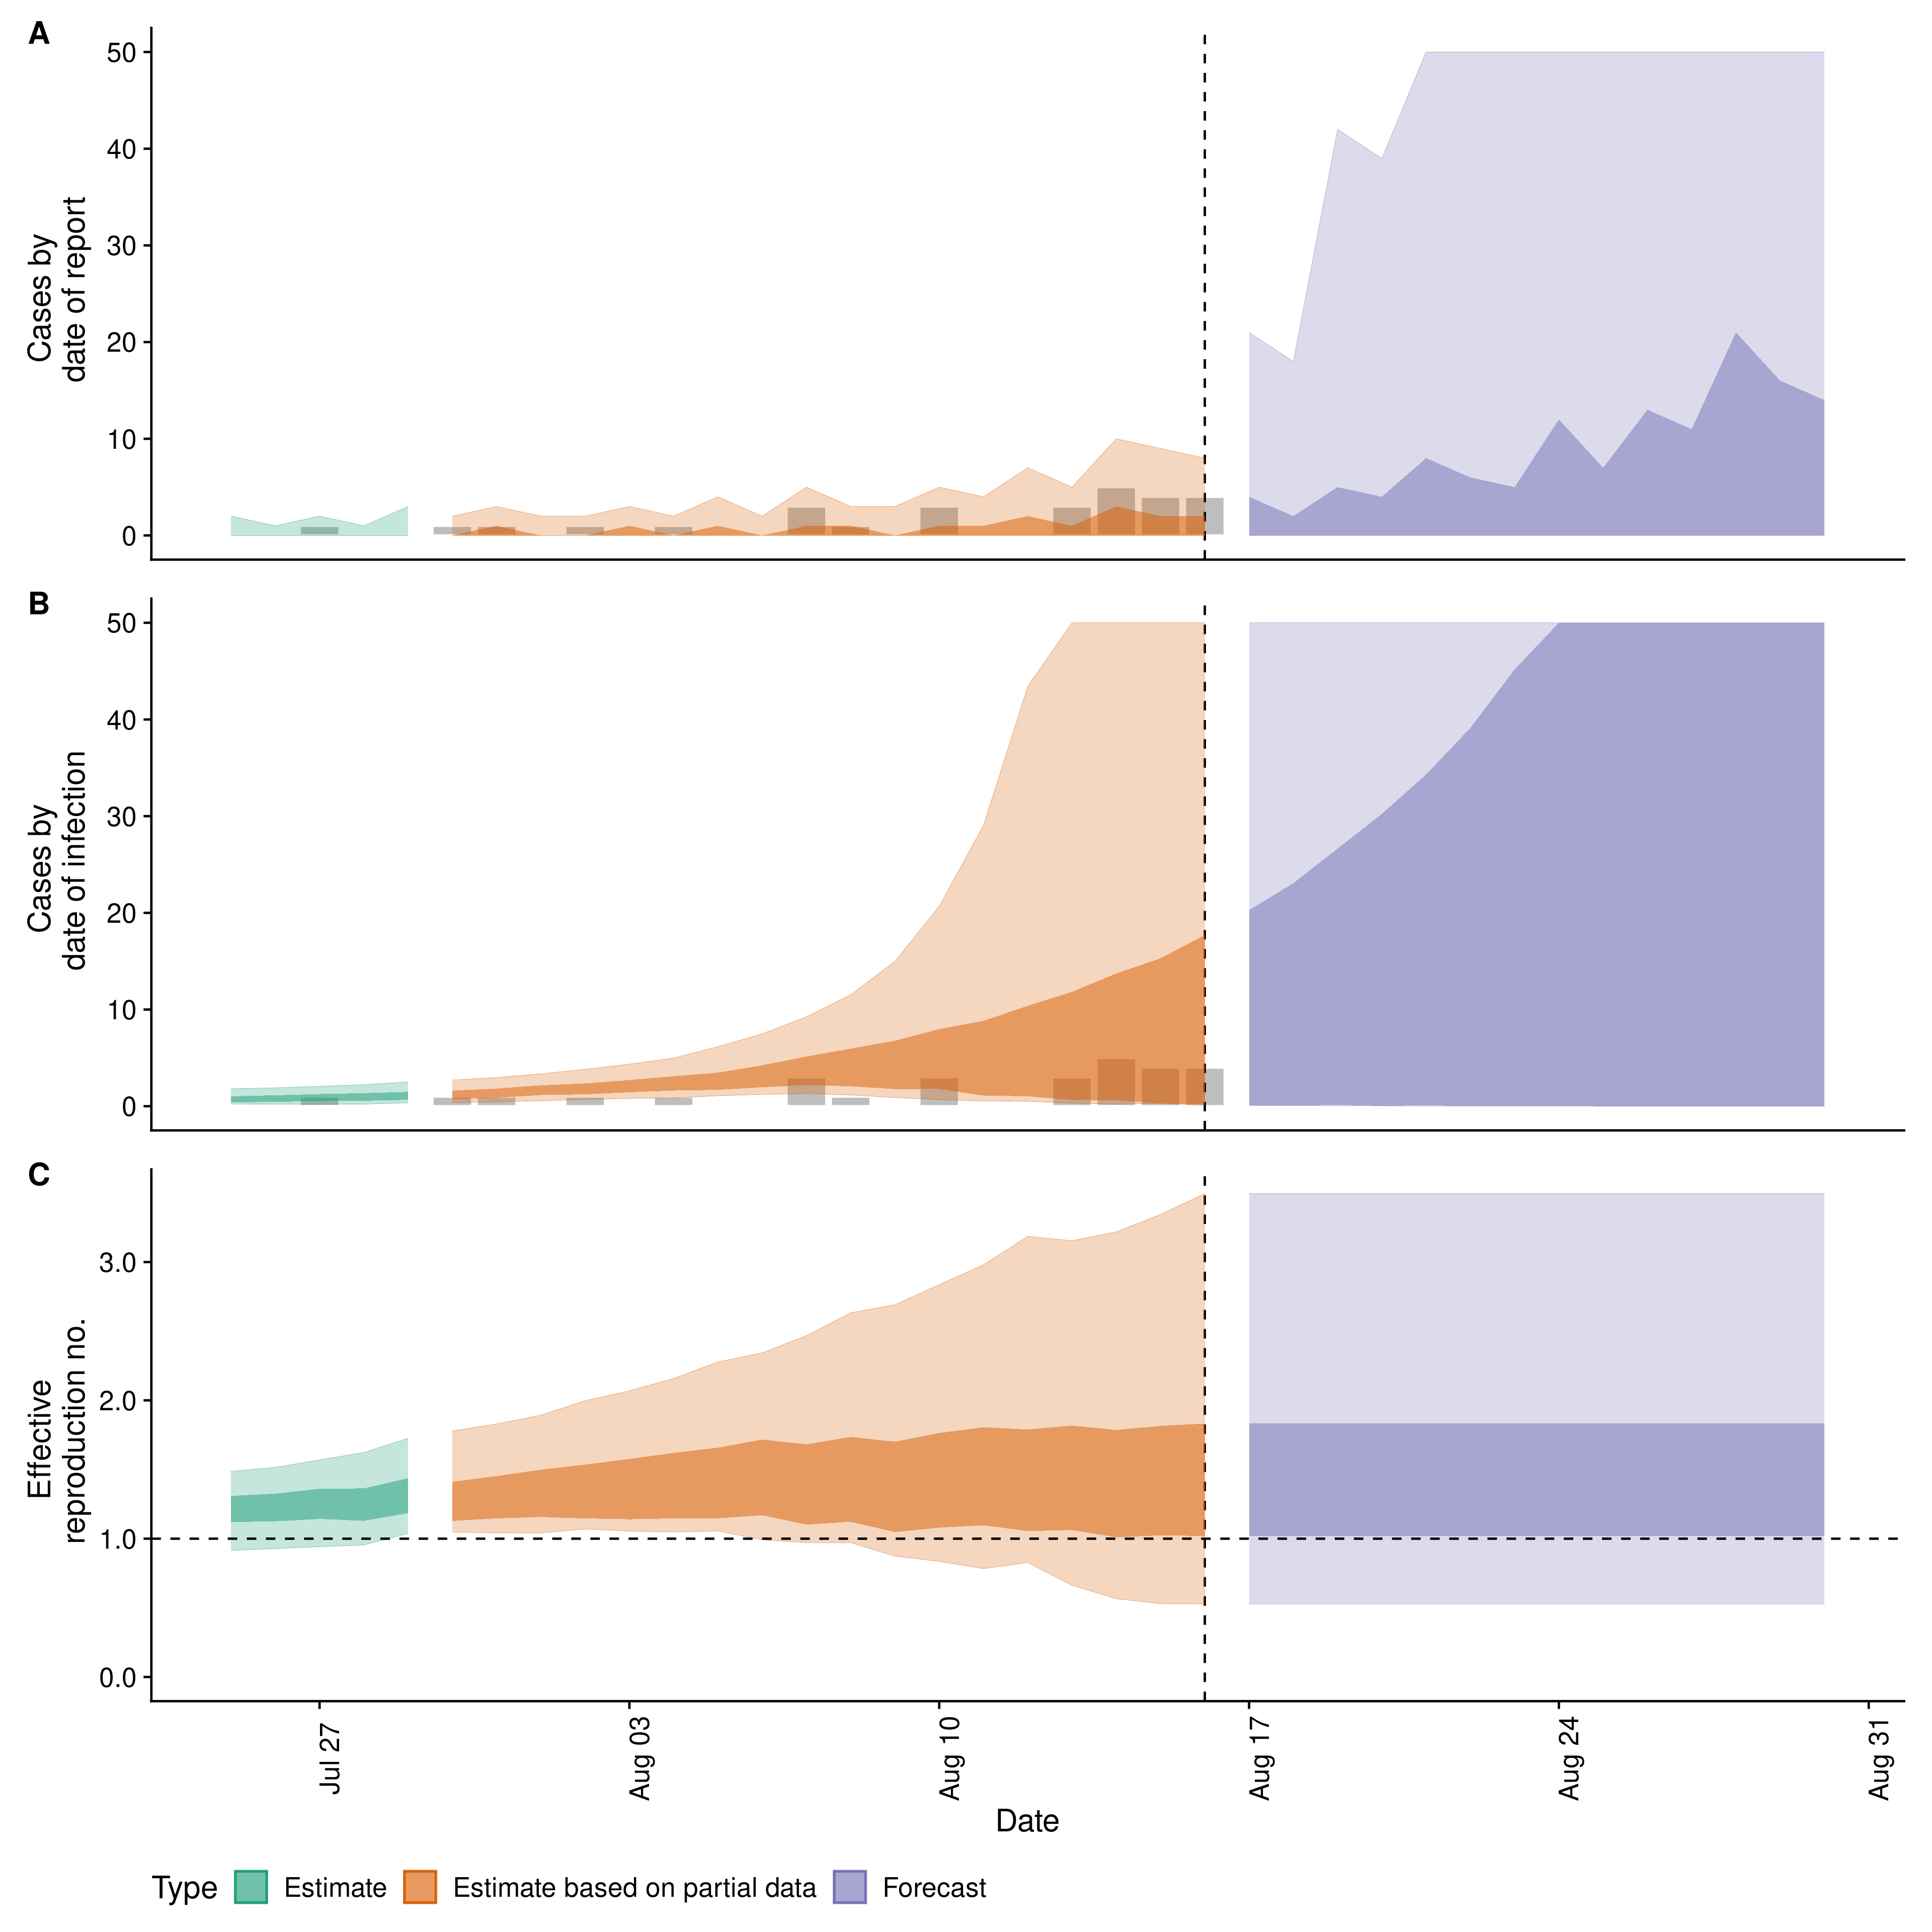 A
Cases by
date of report
50
40
30
20
10
0
B
Cases by
date of infection
50
40
30
20
10
0
C
Effective
reproduction no.
3.0
2.0
1.0
0.0
Jul 27
Aug 03
Aug 10
Aug 17
Aug 24
Aug 31
Date
Type Estimate Estimate based on partial data Forecast